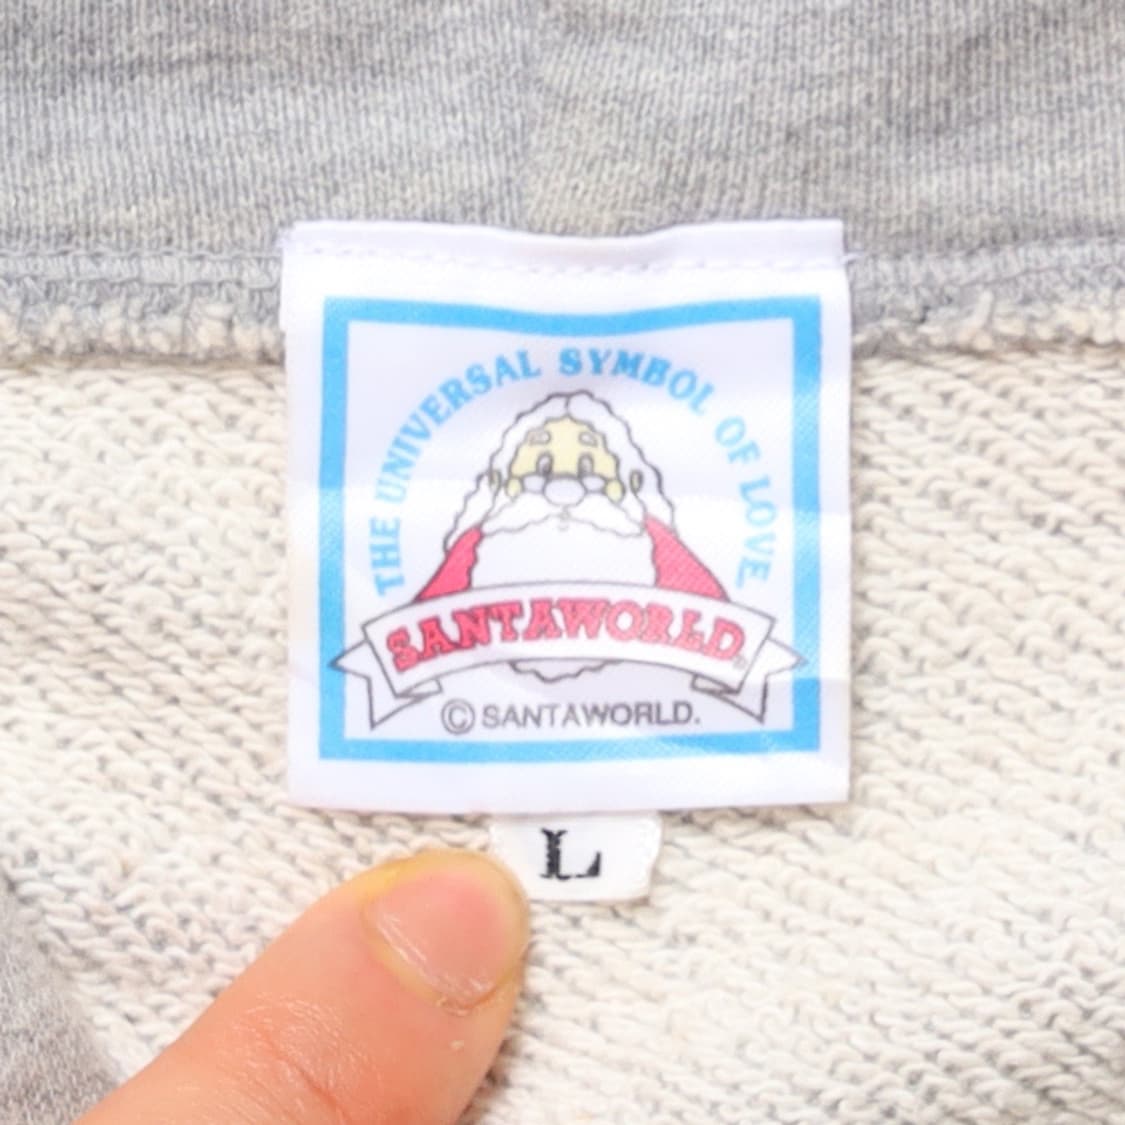 THE UNIVERSAL SYMBOL OF LOVE
SANTAWORLD.
© SANTAWORLD.
L